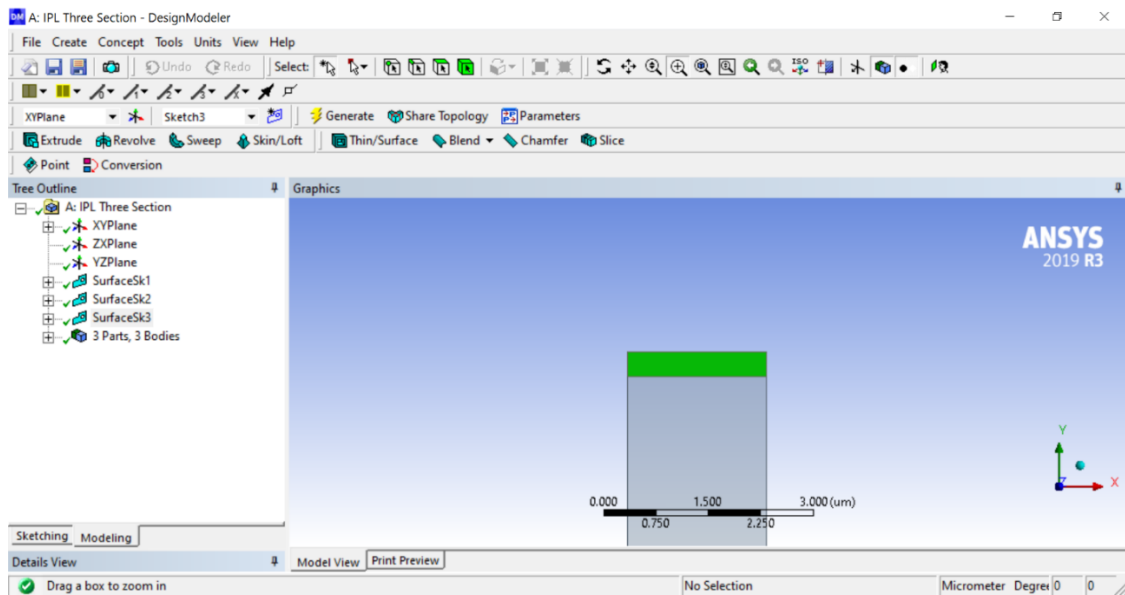 DM A: IPL Three Section - DesignModeler
File Create Concept Tools Units View Help
Undo Redo Select: ISO
XYPlane Sketch3 Generate Share Topology Parameters
Extrude Revolve Sweep Skin/Loft Thin/Surface Blend Chamfer Slice
Point Conversion
Tree Outline
A: IPL Three Section
XYPlane
ZXPlane
YZPlane
SurfaceSk1
SurfaceSk2
SurfaceSk3
3 Parts, 3 Bodies
Sketching Modeling
Details View
Graphics
ANSYS
2019 R3
Y
Z X
0.000 1.500 3.000 (um)
0.750 2.250
Model View Print Preview
Drag a box to zoom in No Selection Micrometer Degree 0 0